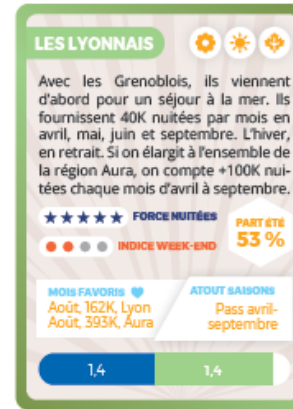 LES LYONNAIS
Avec les Grenoblois, ils viennent
d'abord pour un séjour à la mer. Ils
fournissent 40K nuitées par mois en
avril, mai, juin et septembre. L'hiver,
en retrait. Si on élargit à l'ensemble de
la région Aura, on compte +100K nui-
tées chaque mois d'avril à septembre.
FORCE NUITÉES
INDICE WEEK-END
PART ÉTÉ
53 %
MOIS FAVORIS
Août, 162K, Lyon
Août, 393K, Aura
ATOUT SAISONS
Pass avril-
septembre
1,4
1,4